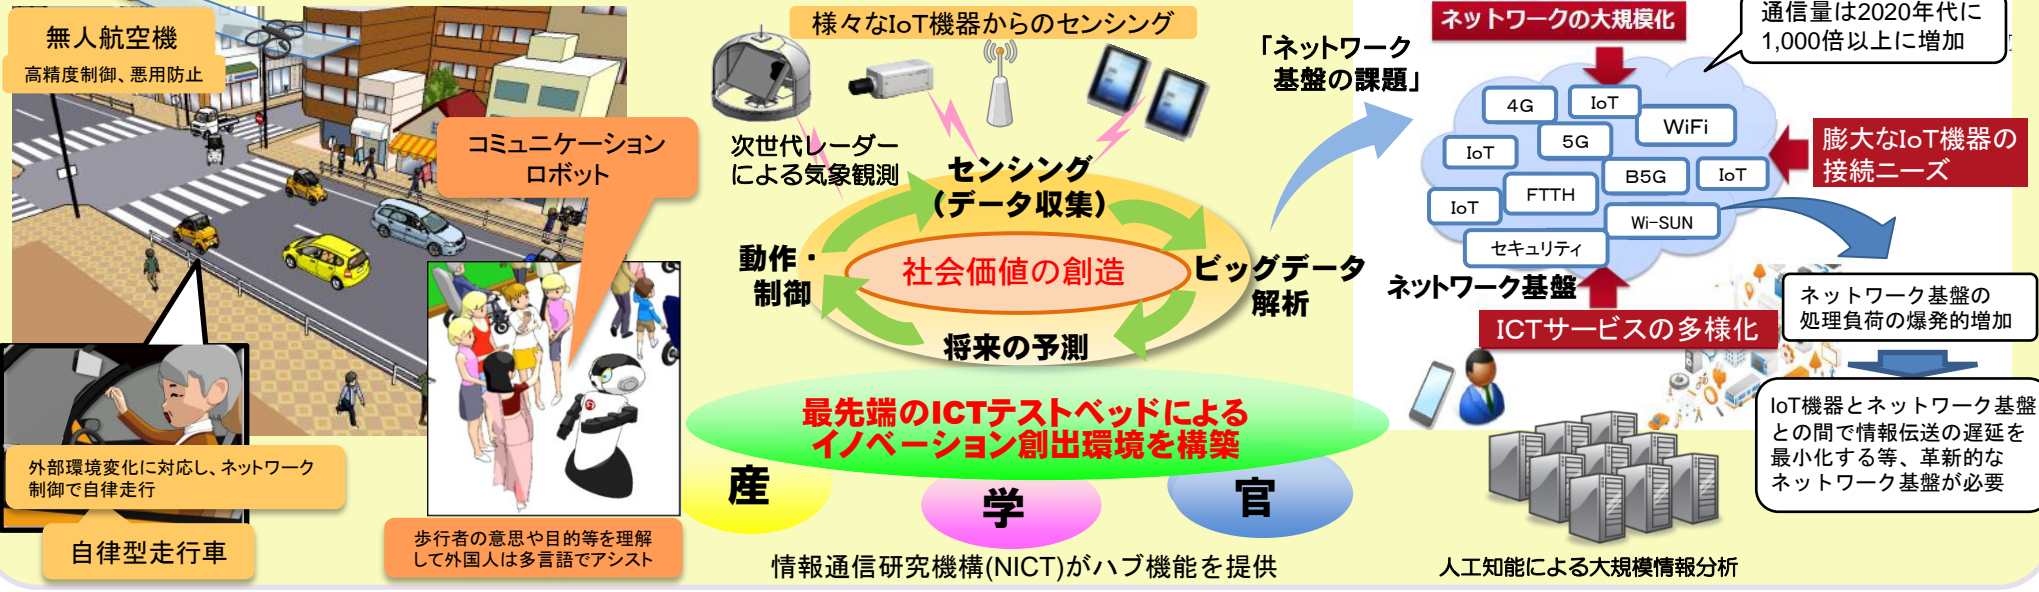 無人航空機
高精度制御、悪用防止
コミュニケーション
ロボット
外部環境変化に対応し、ネットワーク
制御で自律走行
自律型走行車
歩行者の意思や目的等を理解
して外国人は多言語でアシスト
様々なIoT機器からのセンシング
次世代レーダー
による気象観測
センシング
(データ収集)
動作・
制御
社会価値の創造
ビッグデータ
解析
将来の予測
最先端のICTテストベッドによる
イノベーション創出環境を構築
産
学
官
情報通信研究機構(NICT)がハブ機能を提供
「ネットワーク
基盤の課題」
ネットワークの大規模化
通信量は2020年代に
1,000倍以上に増加
4G
IoT
WiFi
5G
IoT
B5G
IoT
FTTH
IoT
Wi-SUN
セキュリティ
膨大なIoT機器の
接続ニーズ
ネットワーク基盤
ICTサービスの多様化
ネットワーク基盤の
処理負荷の爆発的増加
IoT機器とネットワーク基盤
との間で情報伝送の遅延を
最小化する等、革新的な
ネットワーク基盤が必要
人工知能による大規模情報分析